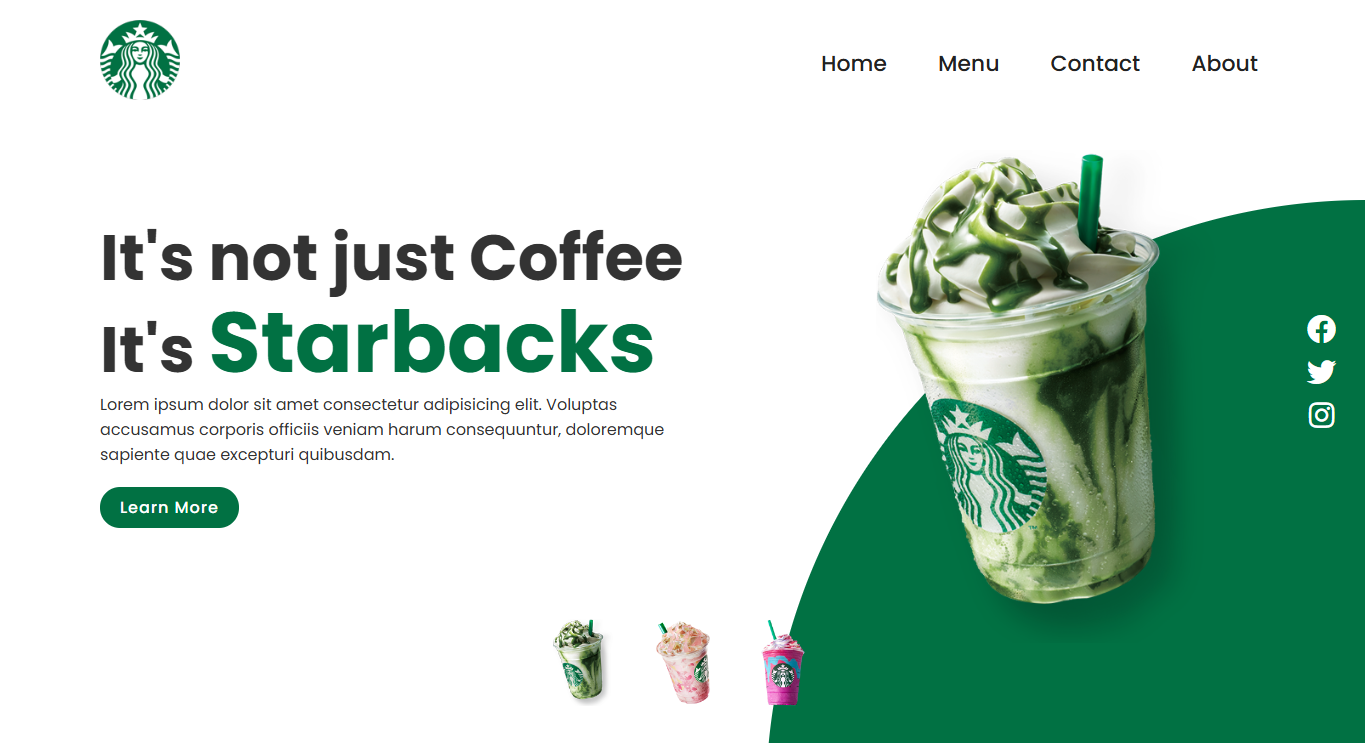 Home Menu Contact About
It's not just Coffee
It's Starbacks
Lorem ipsum dolor sit amet consectetur adipisicing elit. Voluptas
accusamus corporis officiis veniam harum consequuntur, doloremque
sapiente quae excepturi quibusdam.
Learn More